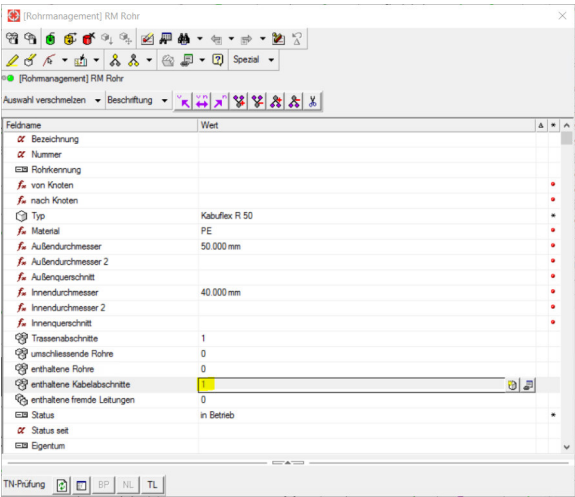 [Rohrmanagement] RM Rohr
Spezial
[Rohrmanagement] RM Rohr
Auswahl verschmelzen Beschriftung
Feldname Wert
Bezeichnung
Nummer
Rohrkennung
von Knoten
nach Knoten
Typ Kabuflex R 50
Material PE
Außendurchmesser 50.000 mm
Außendurchmesser 2
Außenquerschnitt
Innendurchmesser 40.000 mm
Innendurchmesser 2
Innenquerschnitt
Trassenabschnitte 1
umschliessende Rohre 0
enthaltene Rohre 0
enthaltene Kabelabschnitte 1
enthaltene fremde Leitungen 0
Status in Betrieb
Status seit
Eigentum
TN-Prüfung BP NL TL